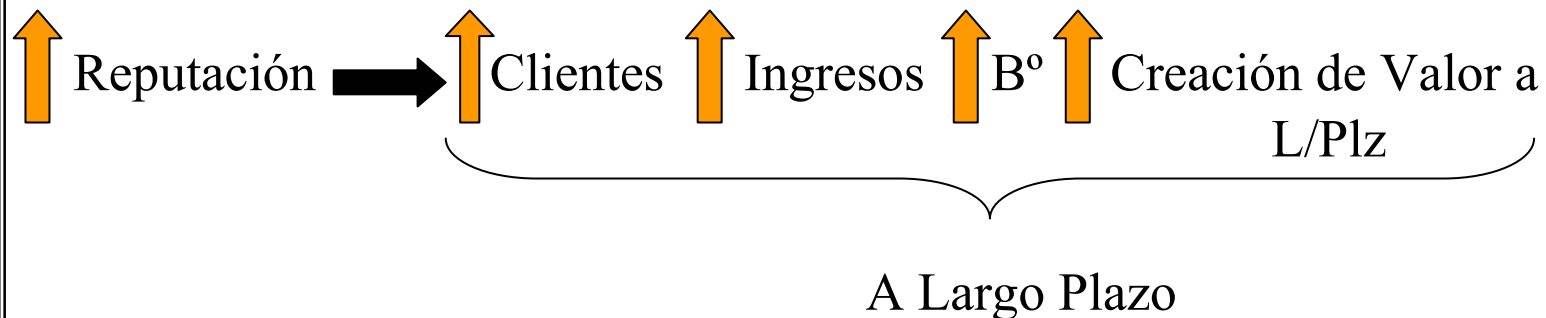 Reputación Clientes Ingresos Bº Creación de Valor a
L/Plz
A Largo Plazo